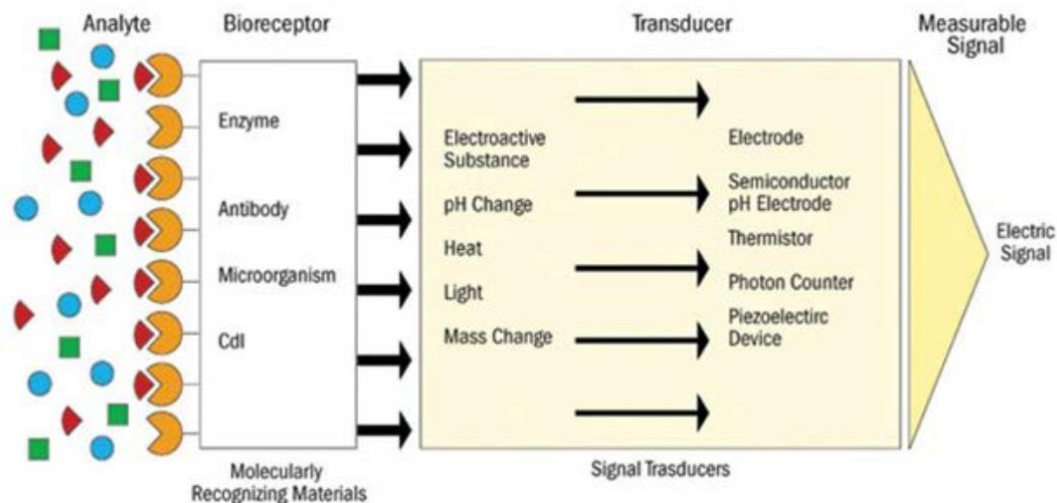 Analyte
Bioreceptor
Transducer
Measurable
Signal
Enzyme
Antibody
Microorganism
Cdl
Electroactive
Substance
pH Change
Heat
Light
Mass Change
Electrode
Semiconductor
pH Electrode
Thermistor
Photon Counter
Piezoelectirc
Device
Electric
Signal
Molecularly
Recognizing Materials
Signal Trasducers